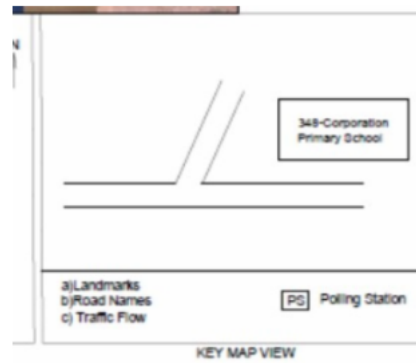 N
348-Corporation
Primary School
a)Landmarks
b)Road Names
c) Traffic Flow
PS Polling Station
KEY MAP VIEW